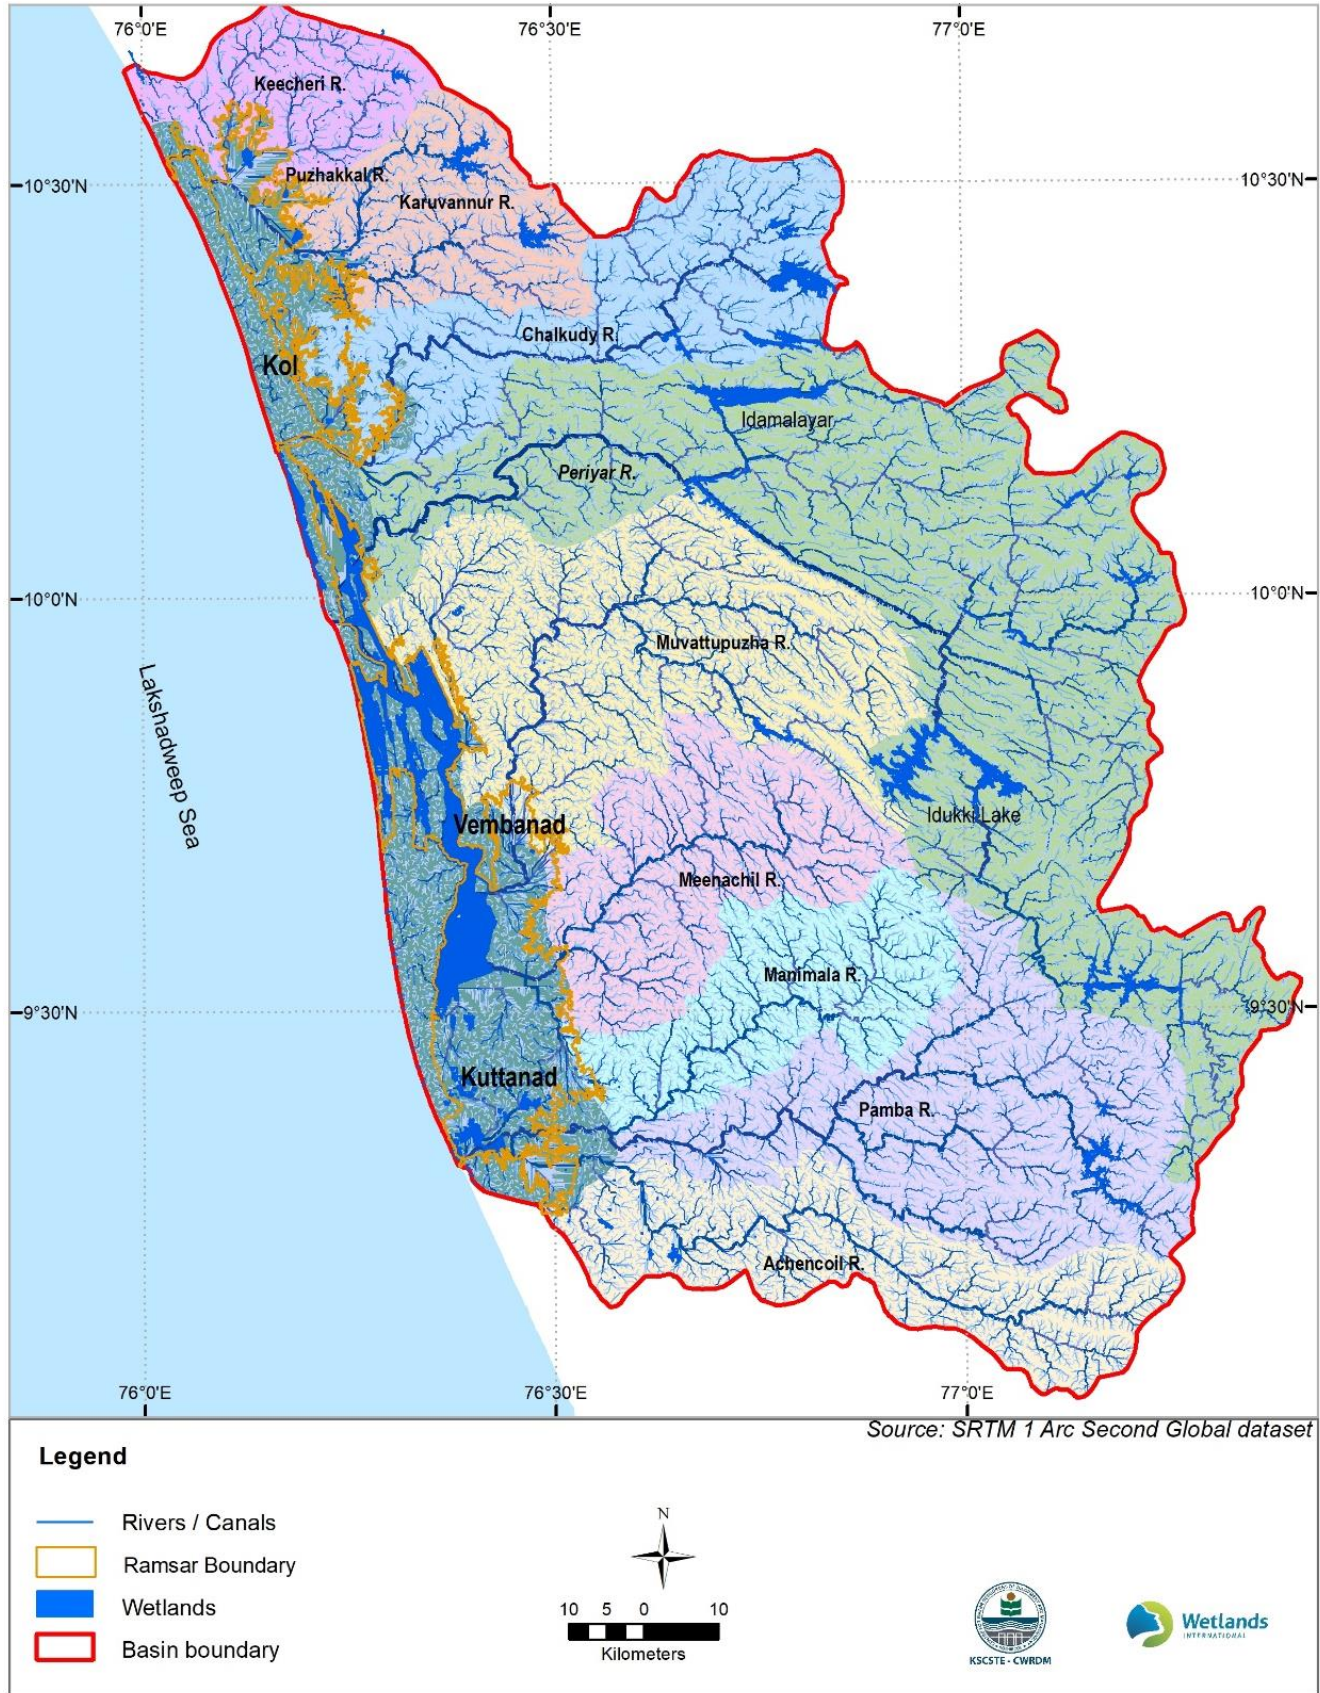 76°0'E
76°30'E
77°0'E
Keecheri R.
Puzhakkal R.
10°30'N
10°30'N
Karuvannur R.
Chalkudy R.
Kol
Idamalayar
Periyar R.
10°0'N
10°0'N
Muvattupuzha R.
Lakshadweep Sea
Idukki Lake
Vembanad
Meenachil R.
Manimala R.
9°30'N
9°30'N
Kuttanad
Pamba R.
Achencoil R.
76°0'E
76°30'E
77°0'E
Source: SRTM 1 Arc Second Global dataset
Legend
Rivers / Canals
Ramsar Boundary
Wetlands
Basin boundary
N
10 5 0 10
Kilometers
KSCSTE - CWRDM
Wetlands
INTERNATIONAL